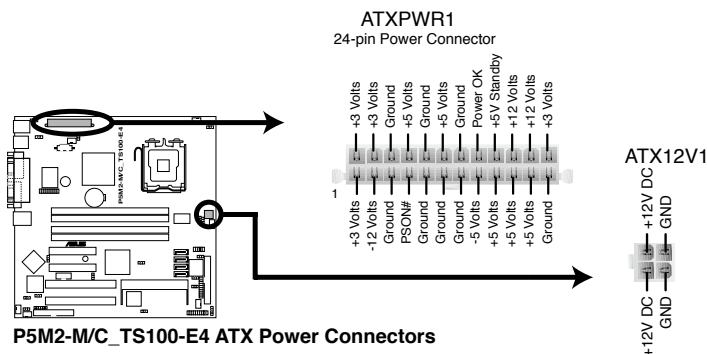 ATXPWR1
24-pin Power Connector
+3 Volts
+3 Volts
Ground
+5 Volts
Ground
+5 Volts
Ground
Power OK
+5V Standby
+12 Volts
+12 Volts
+3 Volts
1
+3 Volts
-12 Volts
Ground
PSON#
Ground
Ground
Ground
-5 Volts
+5 Volts
+5 Volts
+5 Volts
Ground
ATX12V1
+12V DC
GND
+12V DC
GND
P5M2-M/C_TS100-E4
ASUS
P5M2-M/C_TS100-E4 ATX Power Connectors